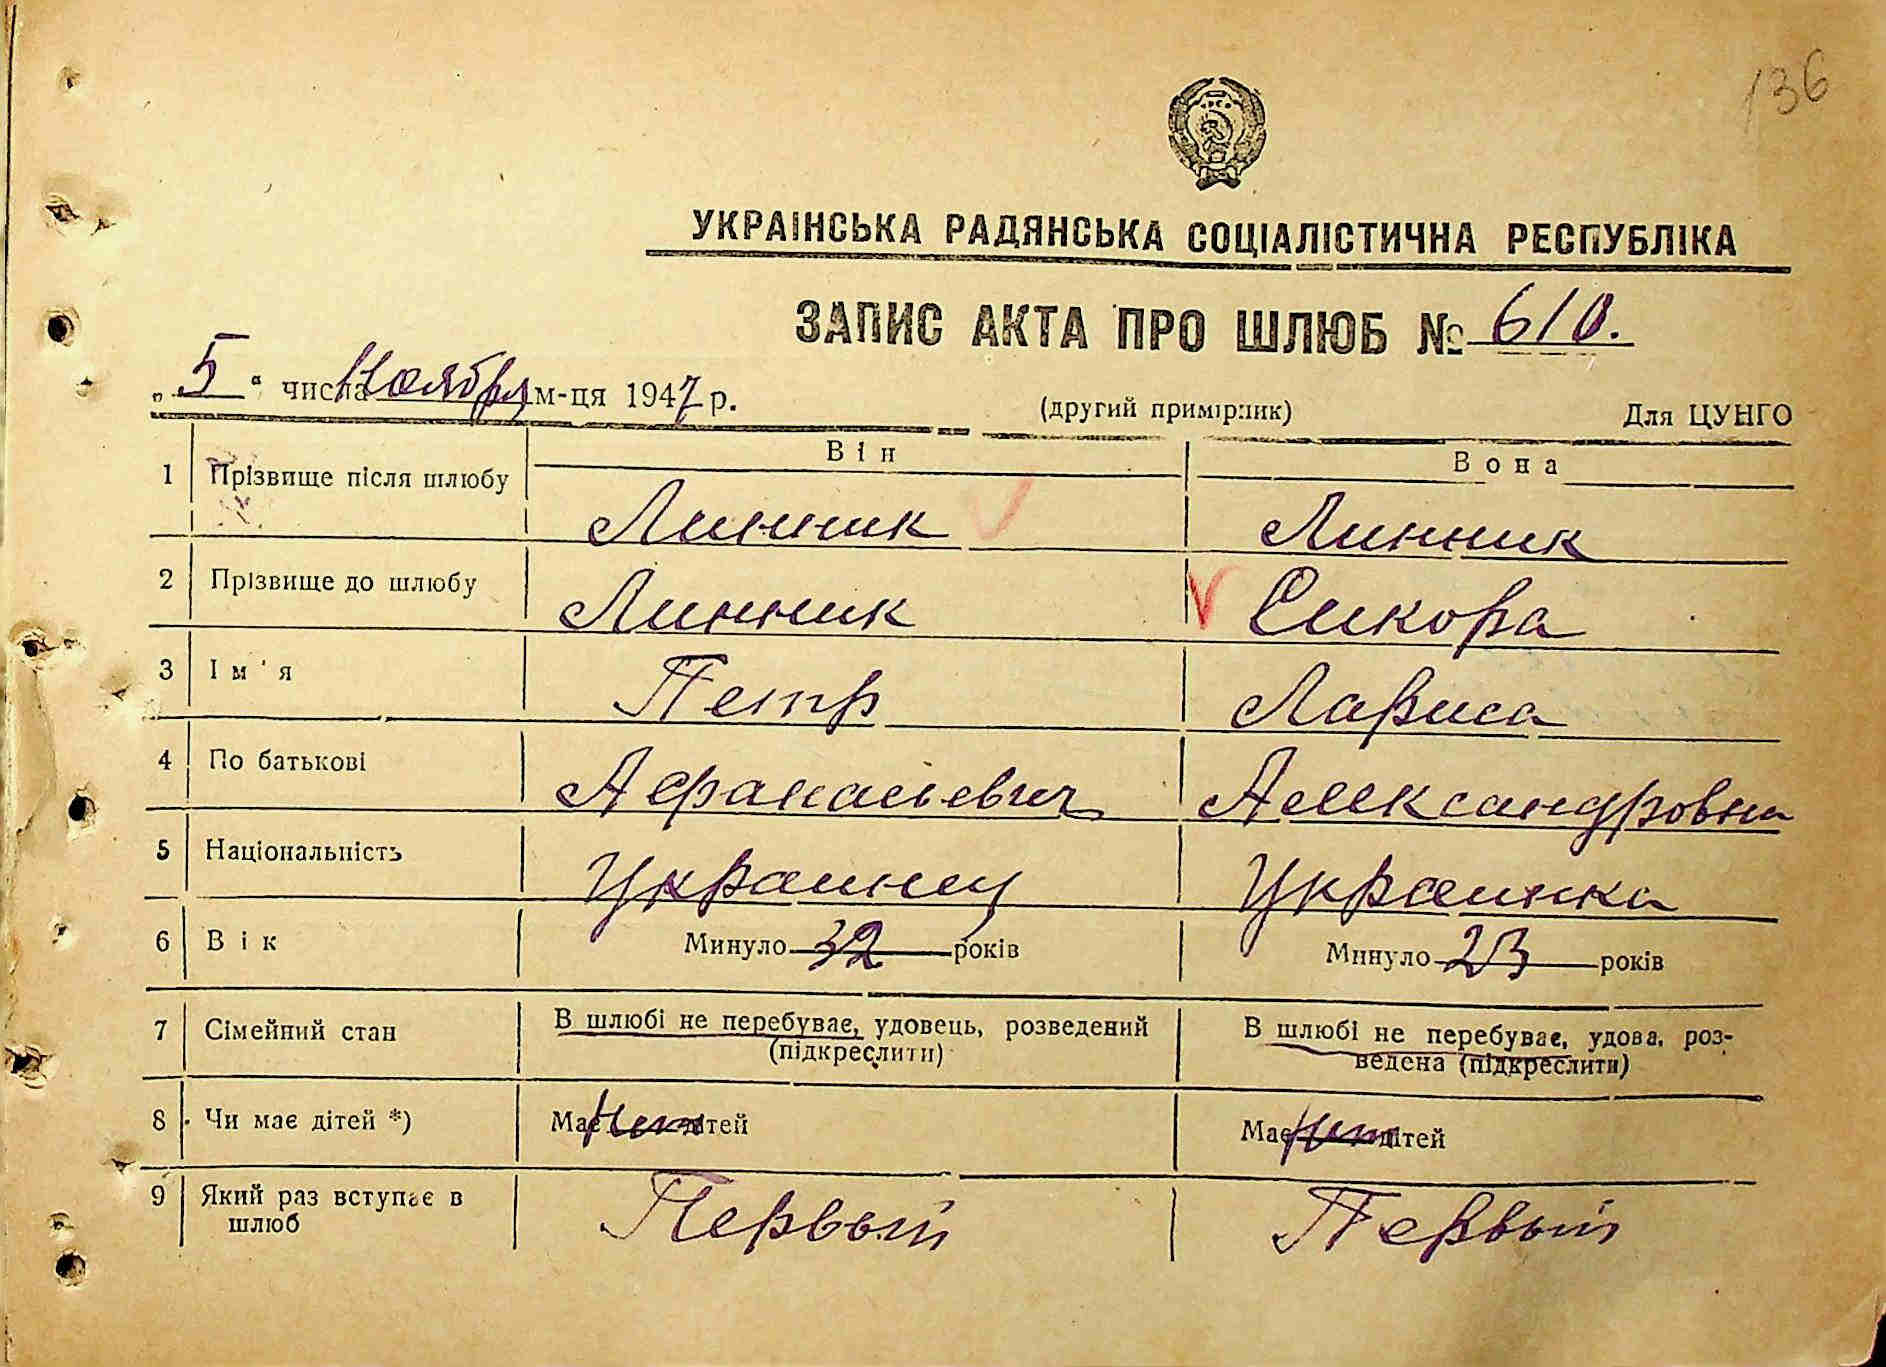 136
УКРАІНСЬКА РАДЯНСЬКА СОЦІАЛІСТИЧНА РЕСПУБЛІКА
ЗАПИС АКТА ПРО ШЛЮБ № 610.
„ 5 “ числа Ноября м-ця 1947 р. (другий примірник) Для ЦУНГО
Він Вона
1 Прізвище після шлюбу Линник Линник
2 Прізвище до шлюбу Линник Сикора
3 Ім'я Петр Лариса
4 По батькові Афанасьевич Александровна
5 Національність Украинец Украинка
6 Вік Минуло 32 років Минуло 23 років
7 Сімейний стан В шлюбі не перебуває, удовець, розведений В шлюбі не перебуває, удова, роз-
(підкреслити) ведена (підкреслити)
8 Чи має дітей *) Має Нет дітей Має Нет дітей
9 Який раз вступає в Первый Первый
шлюб